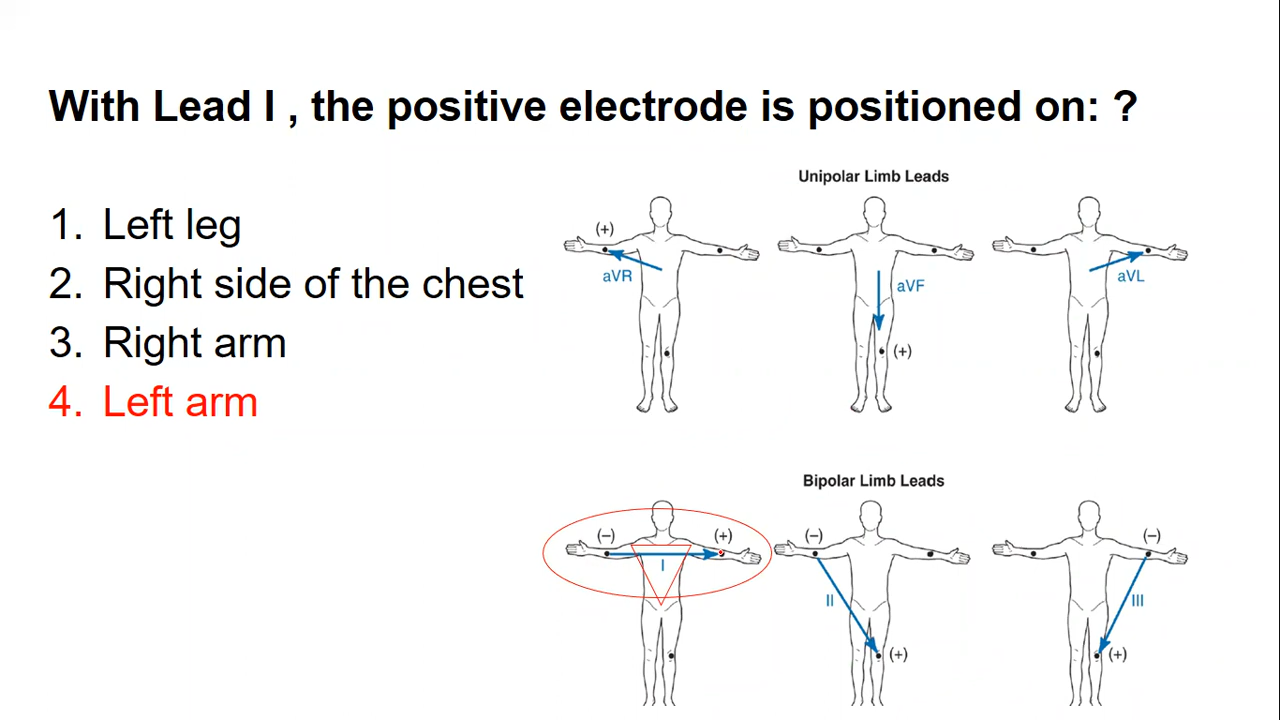 With Lead I , the positive electrode is positioned on: ?
1. Left leg
2. Right side of the chest
3. Right arm
4. Left arm
Unipolar Limb Leads
(+)
aVR
aVF
(+)
aVL
Bipolar Limb Leads
(−)
(+)
I
(−)
II
(+)
(−)
III
(+)